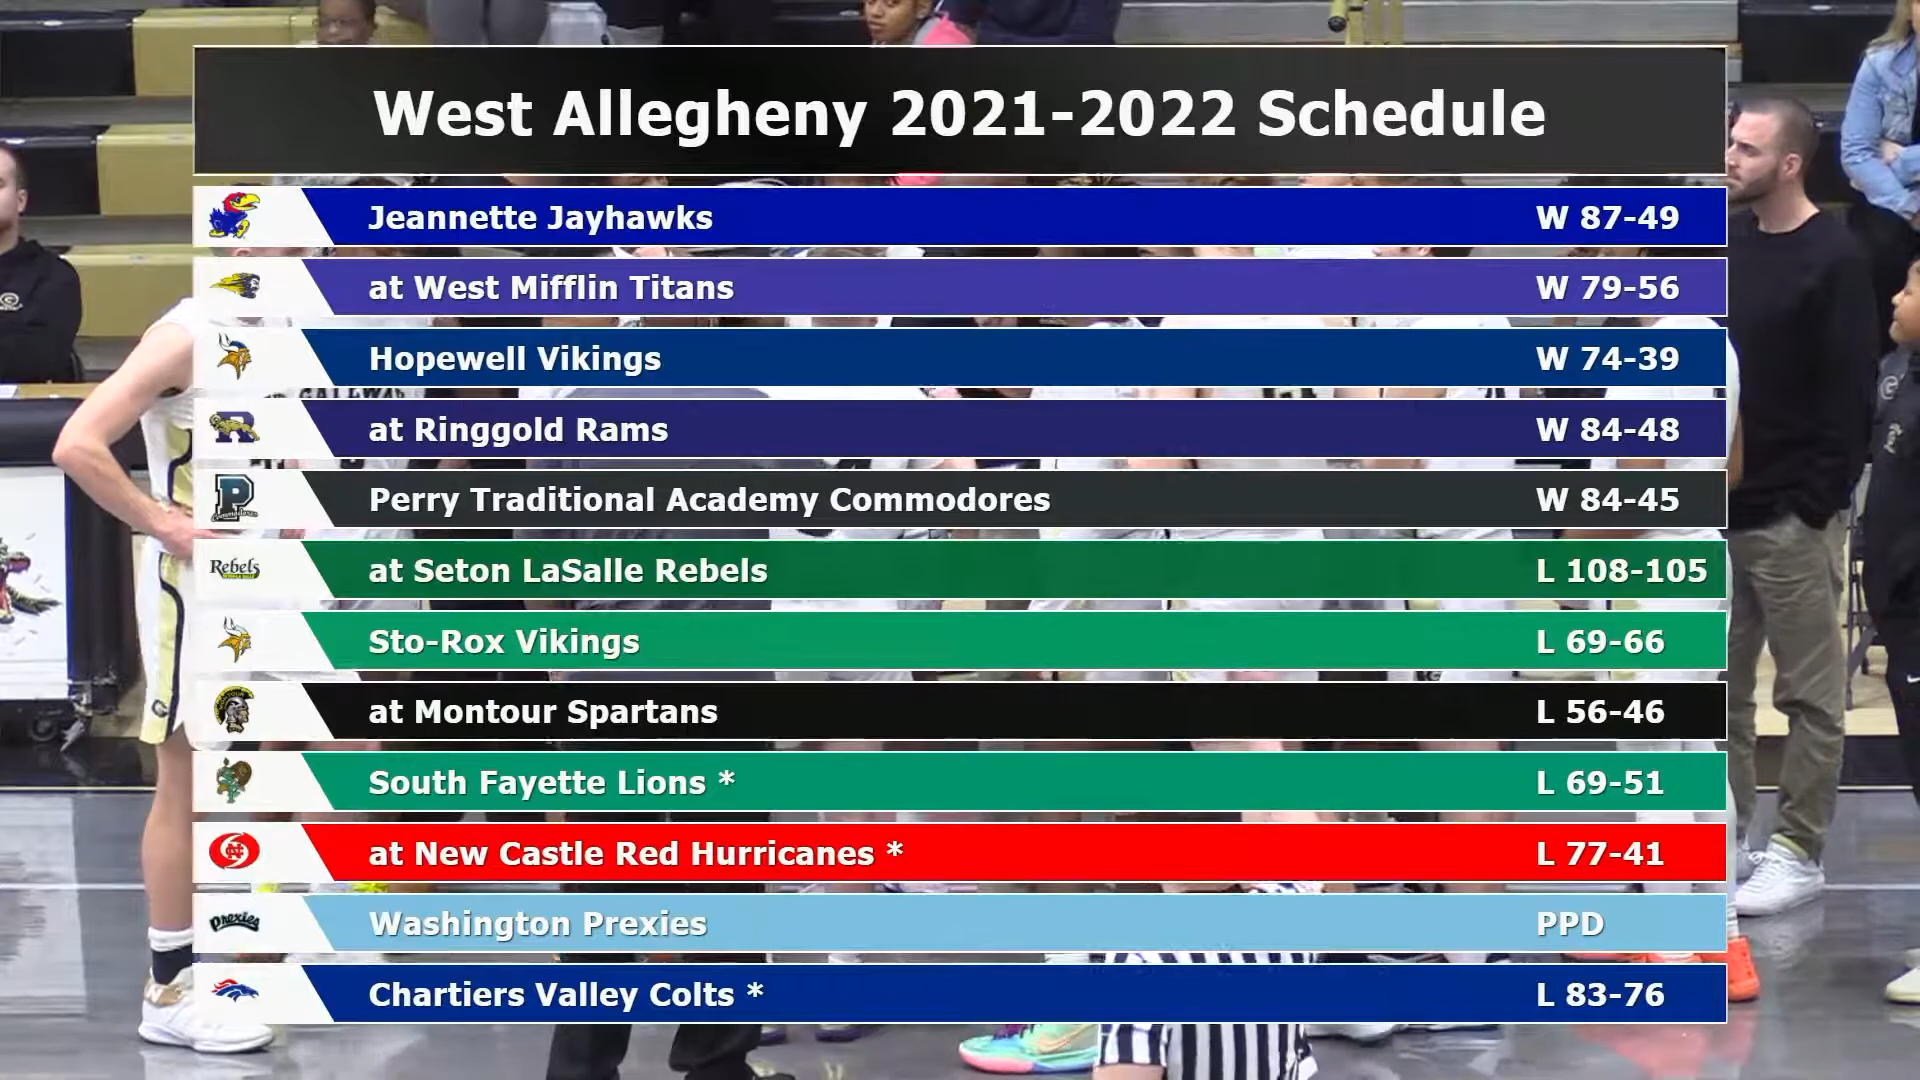 West Allegheny 2021-2022 Schedule
Jeannette Jayhawks W 87-49
at West Mifflin Titans W 79-56
Hopewell Vikings W 74-39
R at Ringgold Rams W 84-48
P Commodores Perry Traditional Academy Commodores W 84-45
Rebels at Seton LaSalle Rebels L 108-105
Sto-Rox Vikings L 69-66
at Montour Spartans L 56-46
South Fayette Lions * L 69-51
at New Castle Red Hurricanes * L 77-41
Prexies Washington Prexies PPD
Chartiers Valley Colts * L 83-76